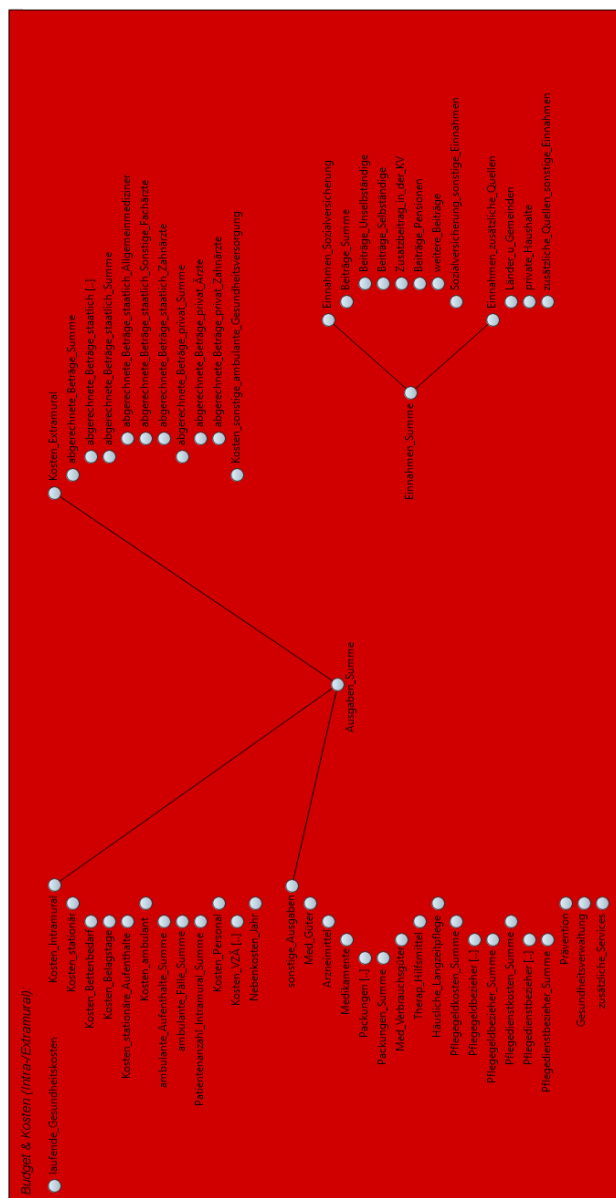 Budget & Kosten (Intra-/Extramural)
laufende_Gesundheitskosten
Kosten_Intramural
Kosten_stationär
Kosten_Bettenbedarf
Kosten_Belagstage
Kosten_stationäre_Aufenthalte
Kosten_ambulant
ambulante_Aufenthalte_Summe
ambulante_Fälle_Summe
Patientenanzahl_Intramural_Summe
Kosten_Personal
Kosten_VZÄ [..]
Nebenkosten_Jahr
sonstige_Ausgaben
Med_Güter
Arzneimittel
Medikamente
Packungen [..]
Packungen_Summe
Med_Verbrauchsgüter
Therap_Hilfsmittel
Häusliche_Langzeitpflege
Pflegegeldkosten_Summe
Pflegegeldbezieher [..]
Pflegegeldbezieher_Summe
Pflegedienstkosten_Summe
Pflegedienstbezieher [..]
Pflegedienstbezieher_Summe
Prävention
Gesundheitsverwaltung
zusätzliche_Services
Ausgaben_Summe
Kosten_Extramural
abgerechnete_Beträge_Summe
abgerechnete_Beträge_staatlich [..]
abgerechnete_Beträge_staatlich_Summe
abgerechnete_Beträge_staatlich_Allgemeinmediziner
abgerechnete_Beträge_staatlich_Sonstige_Fachärzte
abgerechnete_Beträge_staatlich_Zahnärzte
abgerechnete_Beträge_privat_Summe
abgerechnete_Beträge_privat_Ärzte
abgerechnete_Beträge_privat_Zahnärzte
Kosten_sonstige_ambulante_Gesundheitsversorgung
Einnahmen_Summe
Einnahmen_Sozialversicherung
Beiträge_Summe
Beiträge_Unselbständige
Beiträge_Selbständige
Zusatzbeitrag_in_der_KV
Beiträge_Pensionen
weitere_Beiträge
Sozialversicherung_sonstige_Einnahmen
Einnahmen_zusätzliche_Quellen
Länder_u_Gemeinden
private_Haushalte
zusätzliche_Quellen_sonstige_Einnahmen